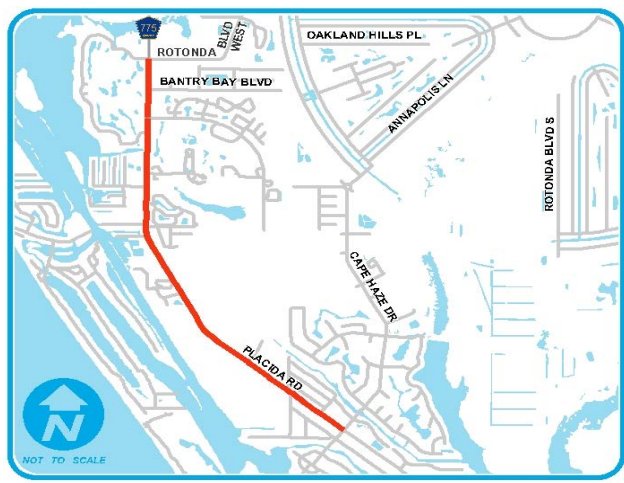 775
ROTONDA
BLVD
WEST
OAKLAND HILLS PL
BANTRY BAY BLVD
ANNAPOLIS LN
ROTONDA BLVD S
CAPE HAZE DR
PLACIDA RD
N
NOT TO SCALE